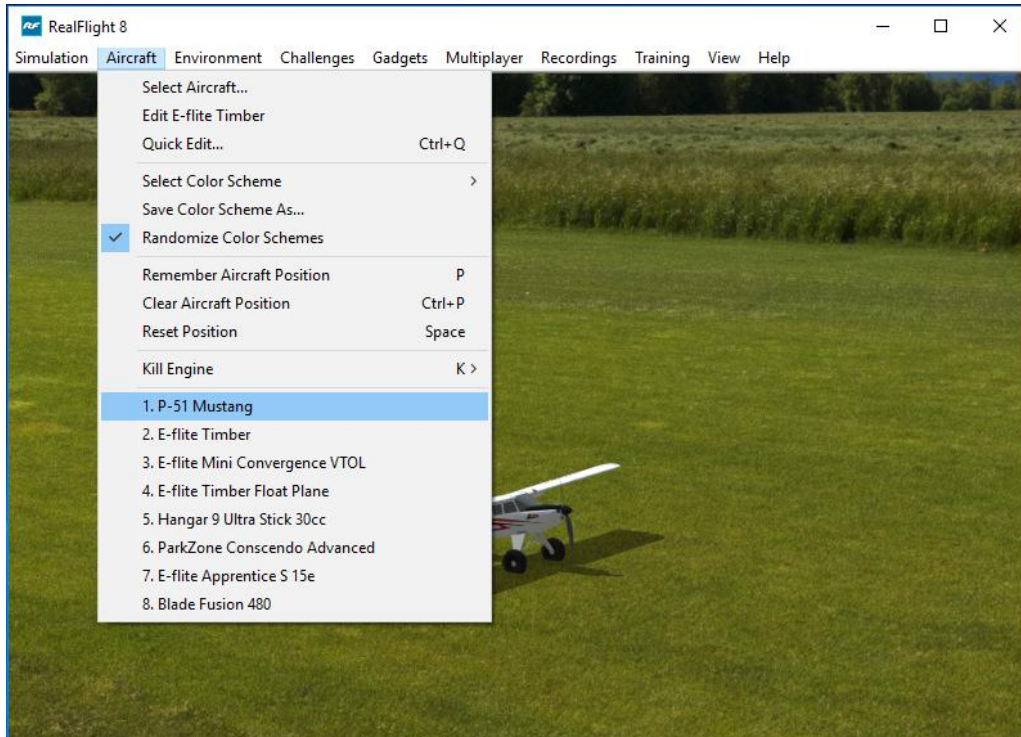 RF RealFlight 8
Simulation Aircraft Environment Challenges Gadgets Multiplayer Recordings Training View Help
Select Aircraft...
Edit E-flite Timber
Quick Edit... Ctrl+Q
Select Color Scheme >
Save Color Scheme As...
Randomize Color Schemes
Remember Aircraft Position P
Clear Aircraft Position Ctrl+P
Reset Position Space
Kill Engine K >
1. P-51 Mustang
2. E-flite Timber
3. E-flite Mini Convergence VTOL
4. E-flite Timber Float Plane
5. Hangar 9 Ultra Stick 30cc
6. ParkZone Conscendo Advanced
7. E-flite Apprentice S 15e
8. Blade Fusion 480